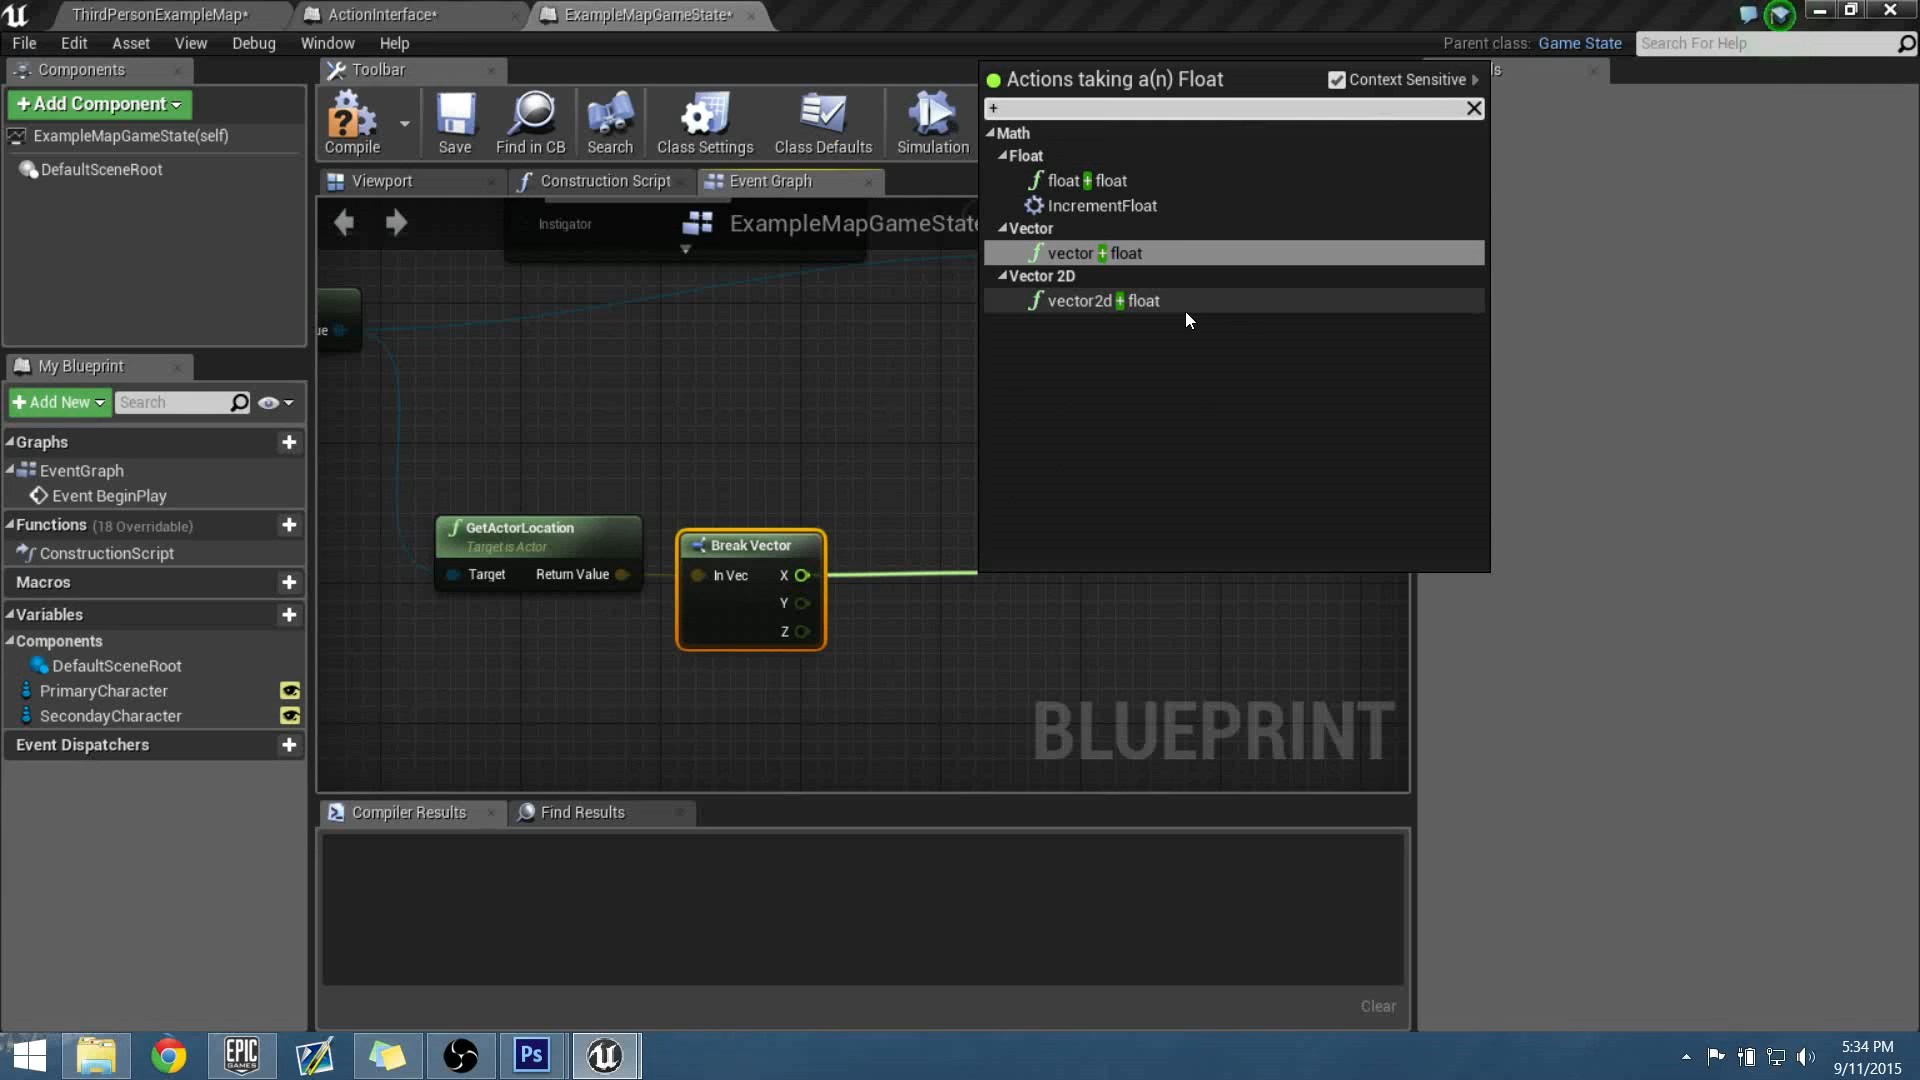 ThirdPersonExampleMap*
ActionInterface*
ExampleMapGameState*
File Edit Asset View Debug Window Help
Parent class: Game State
Search For Help
Components
+Add Component
ExampleMapGameState(self)
DefaultSceneRoot
Toolbar
Compile
Save
Find in CB
Search
Class Settings
Class Defaults
Simulation
Viewport
Construction Script
Event Graph
Instigator
ExampleMapGameState
ue
GetActorLocation
Target is Actor
Target Return Value
Break Vector
In Vec X
Y
Z
BLUEPRINT
Actions taking a(n) Float
Context Sensitive
+
Math
Float
f float + float
IncrementFloat
Vector
f vector + float
Vector 2D
f vector2d + float
ls
My Blueprint
+Add New
Search
Graphs
EventGraph
Event BeginPlay
Functions (18 Overridable)
ConstructionScript
Macros
Variables
Components
DefaultSceneRoot
PrimaryCharacter
SecondayCharacter
Event Dispatchers
Compiler Results
Find Results
Clear
EPIC
GAMES
Ps
5:34 PM
9/11/2015